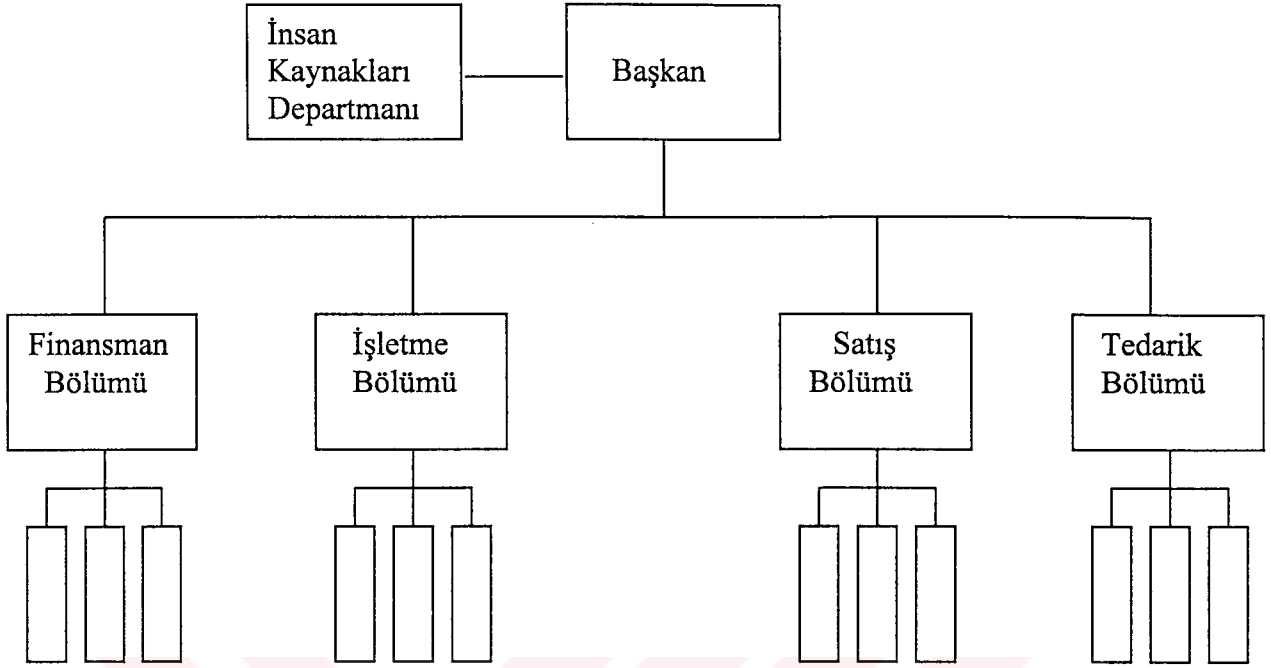 İnsan
Kaynakları
Departmanı
Başkan
Finansman
Bölümü
İşletme
Bölümü
Satış
Bölümü
Tedarik
Bölümü